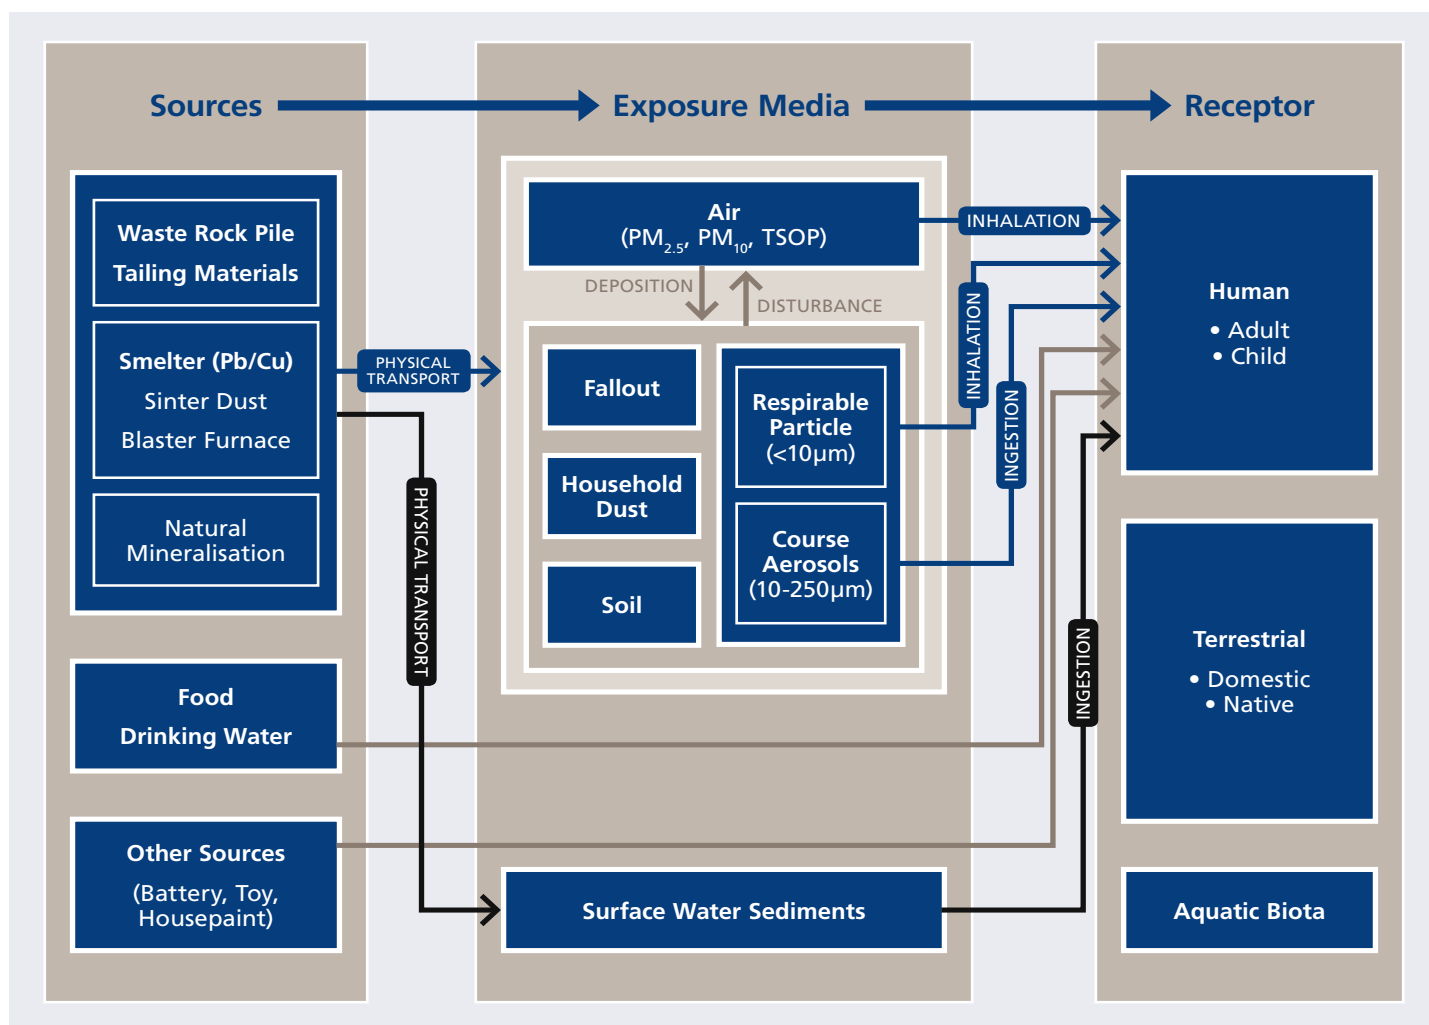 Sources
Exposure Media
Receptor
Waste Rock Pile
Tailing Materials
Smelter (Pb/Cu)
Sinter Dust
Blaster Furnace
Natural
Mineralisation
Food
Drinking Water
Other Sources
(Battery, Toy,
Housepaint)
PHYSICAL
TRANSPORT
PHYSICAL TRANSPORT
Air
(PM2.5, PM10, TSOP)
DEPOSITION
DISTURBANCE
Fallout
Household
Dust
Soil
Respirable
Particle
(<10µm)
Course
Aerosols
(10-250µm)
Surface Water Sediments
INHALATION
INHALATION
INGESTION
INGESTION
Human
• Adult
• Child
Terrestrial
• Domestic
• Native
Aquatic Biota